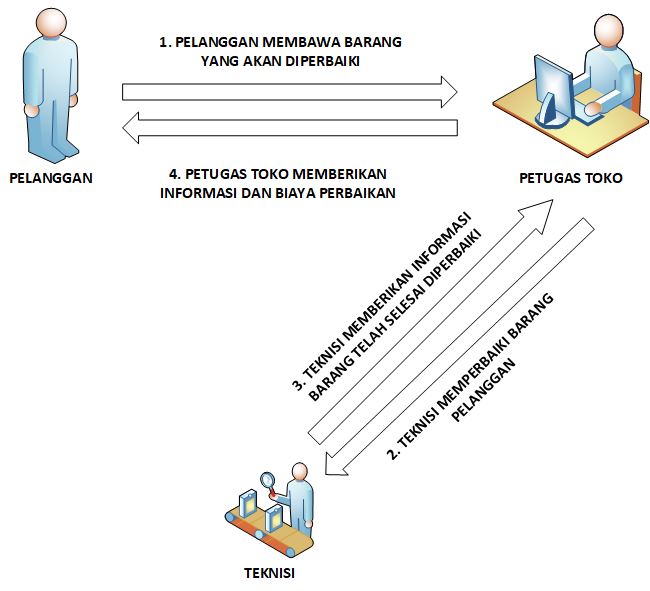 1. PELANGGAN MEMBAWA BARANG
YANG AKAN DIPERBAIKI
PELANGGAN
4. PETUGAS TOKO MEMBERIKAN
INFORMASI DAN BIAYA PERBAIKAN
PETUGAS TOKO
3. TEKNISI MEMBERIKAN INFORMASI
BARANG TELAH SELESAI DIPERBAIKI
2. TEKNISI MEMPERBAIKI BARANG
PELANGGAN
TEKNISI